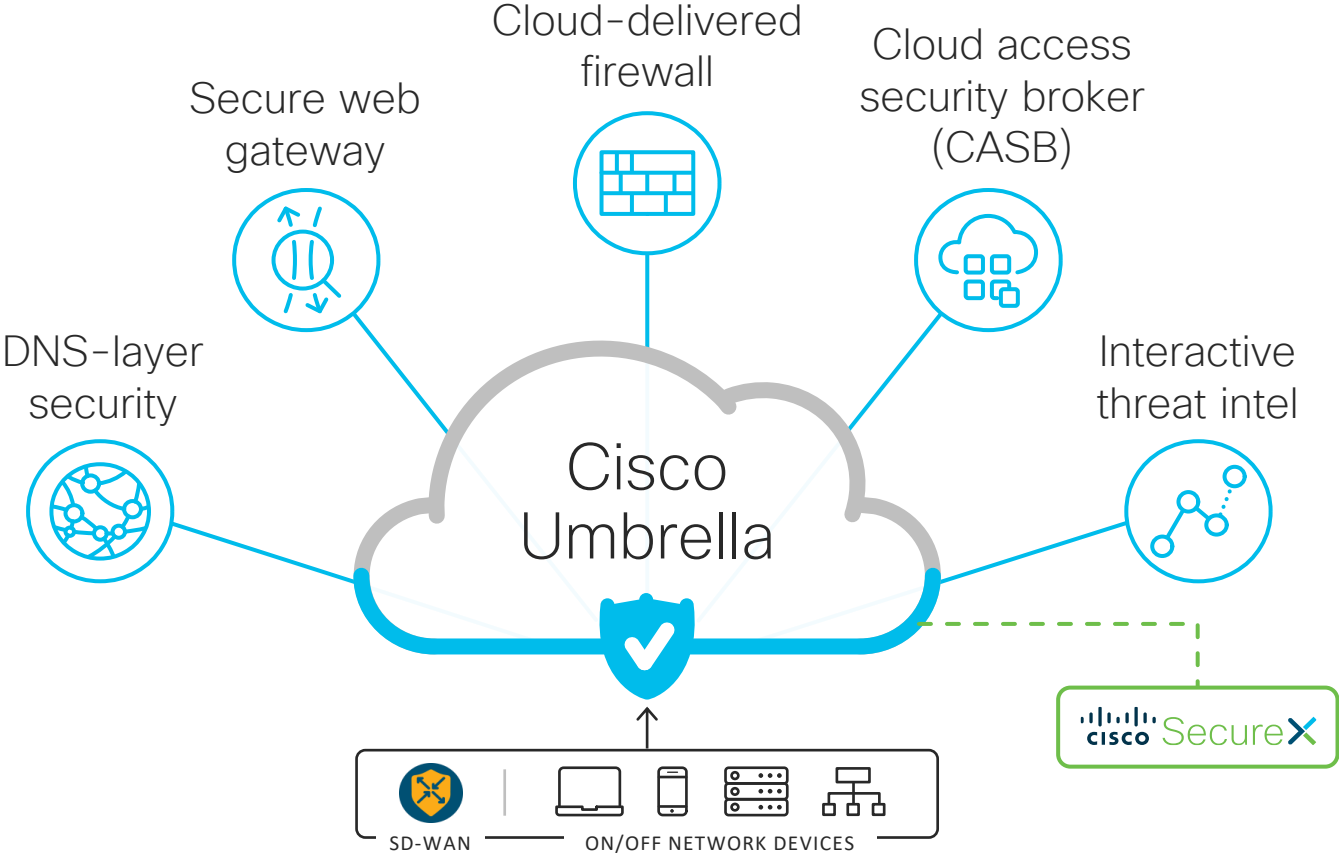 Cloud-delivered
firewall
Cloud access
security broker
(CASB)
Secure web
gateway
DNS-layer
security
Interactive
threat intel
Cisco
Umbrella
cisco SecureX
SD-WAN
ON/OFF NETWORK DEVICES